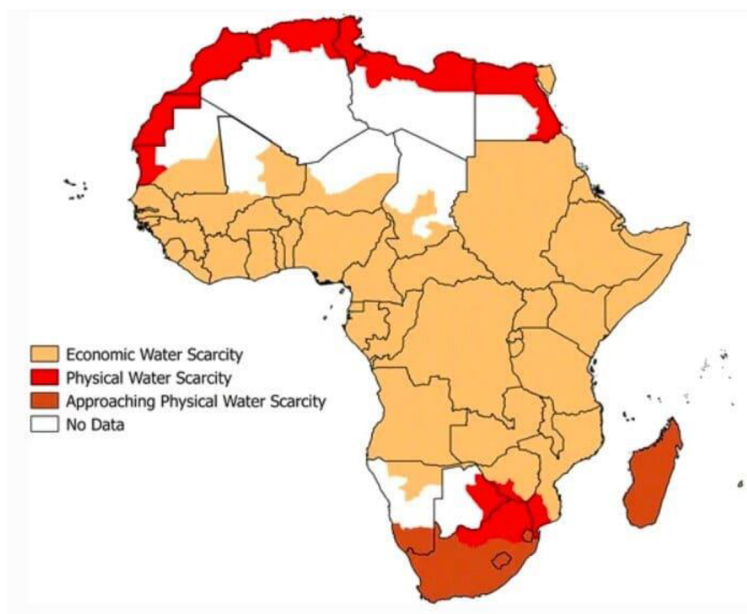 Economic Water Scarcity
Physical Water Scarcity
Approaching Physical Water Scarcity
No Data